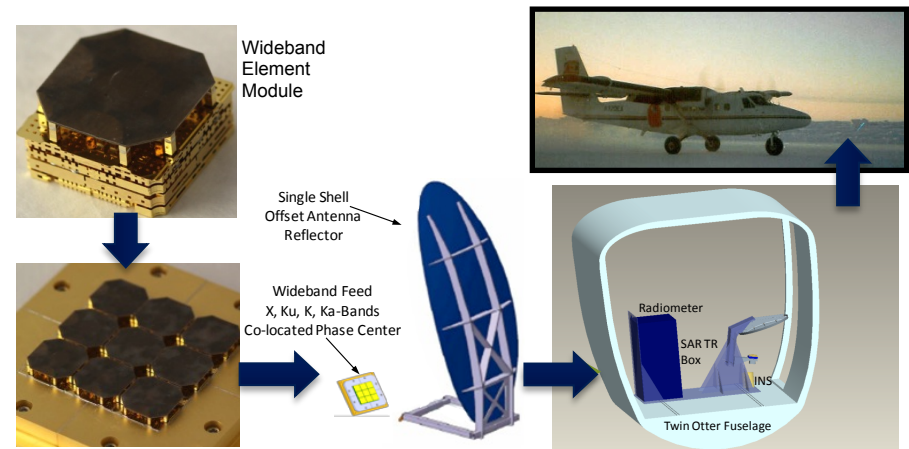 Wideband
Element
Module
Single Shell
Offset Antenna
Reflector
Wideband Feed
X, Ku, K, Ka-Bands
Co-located Phase Center
Radiometer
SAR TR
Box
INS
Twin Otter Fuselage